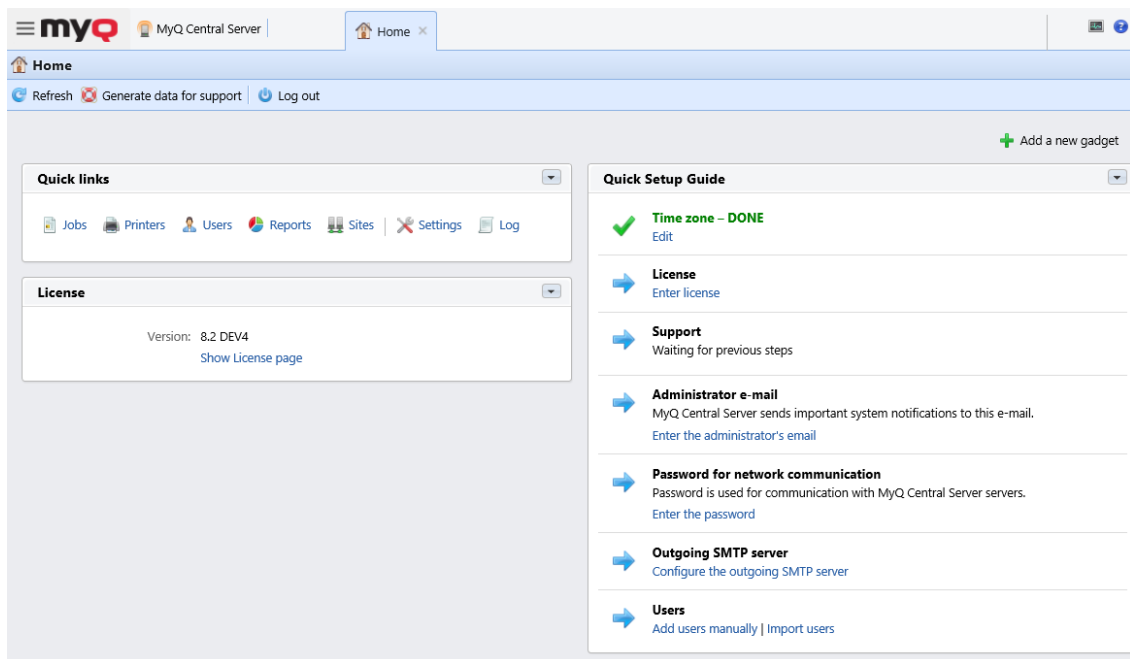 myQ MyQ Central Server Home
Home
Refresh Generate data for support Log out
Add a new gadget
Quick links
Jobs Printers Users Reports Sites Settings Log
License
Version: 8.2 DEV4
Show License page
Quick Setup Guide
Time zone – DONE
Edit
License
Enter license
Support
Waiting for previous steps
Administrator e-mail
MyQ Central Server sends important system notifications to this e-mail.
Enter the administrator's email
Password for network communication
Password is used for communication with MyQ Central Server servers.
Enter the password
Outgoing SMTP server
Configure the outgoing SMTP server
Users
Add users manually | Import users